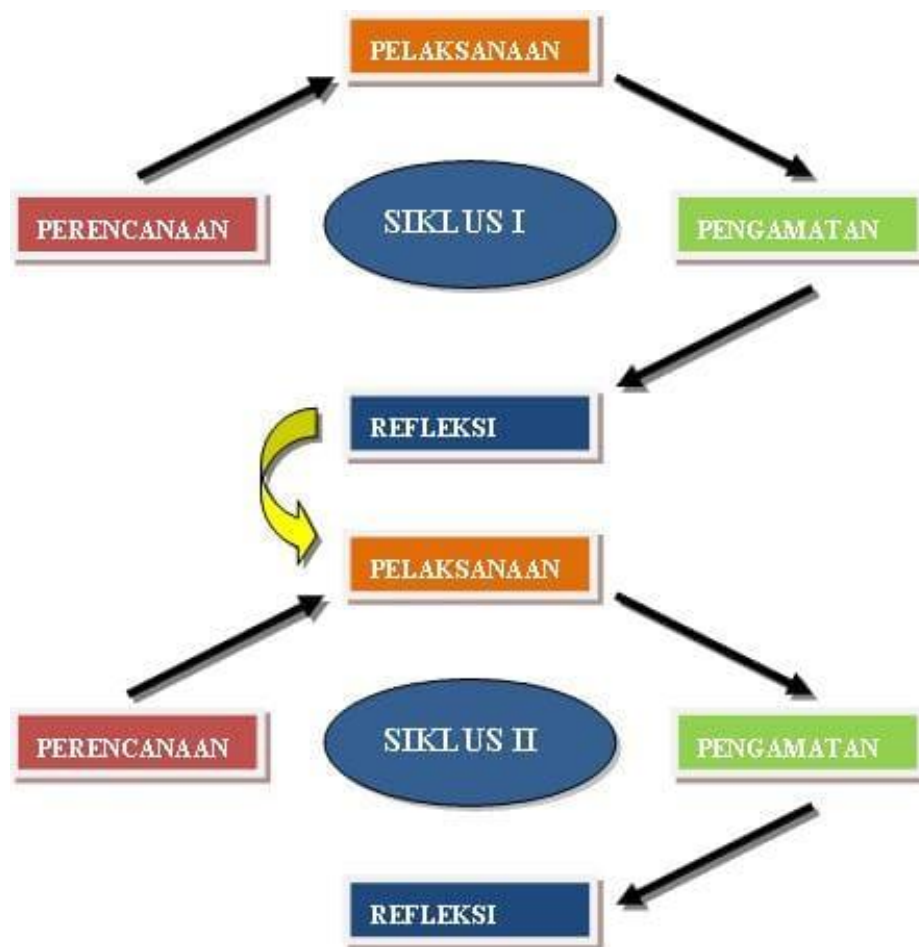 PELAKSANAAN
PERENCANAAN
SIKLUS I
PENGAMATAN
REFLEKSI
PELAKSANAAN
PERENCANAAN
SIKLUS II
PENGAMATAN
REFLEKSI